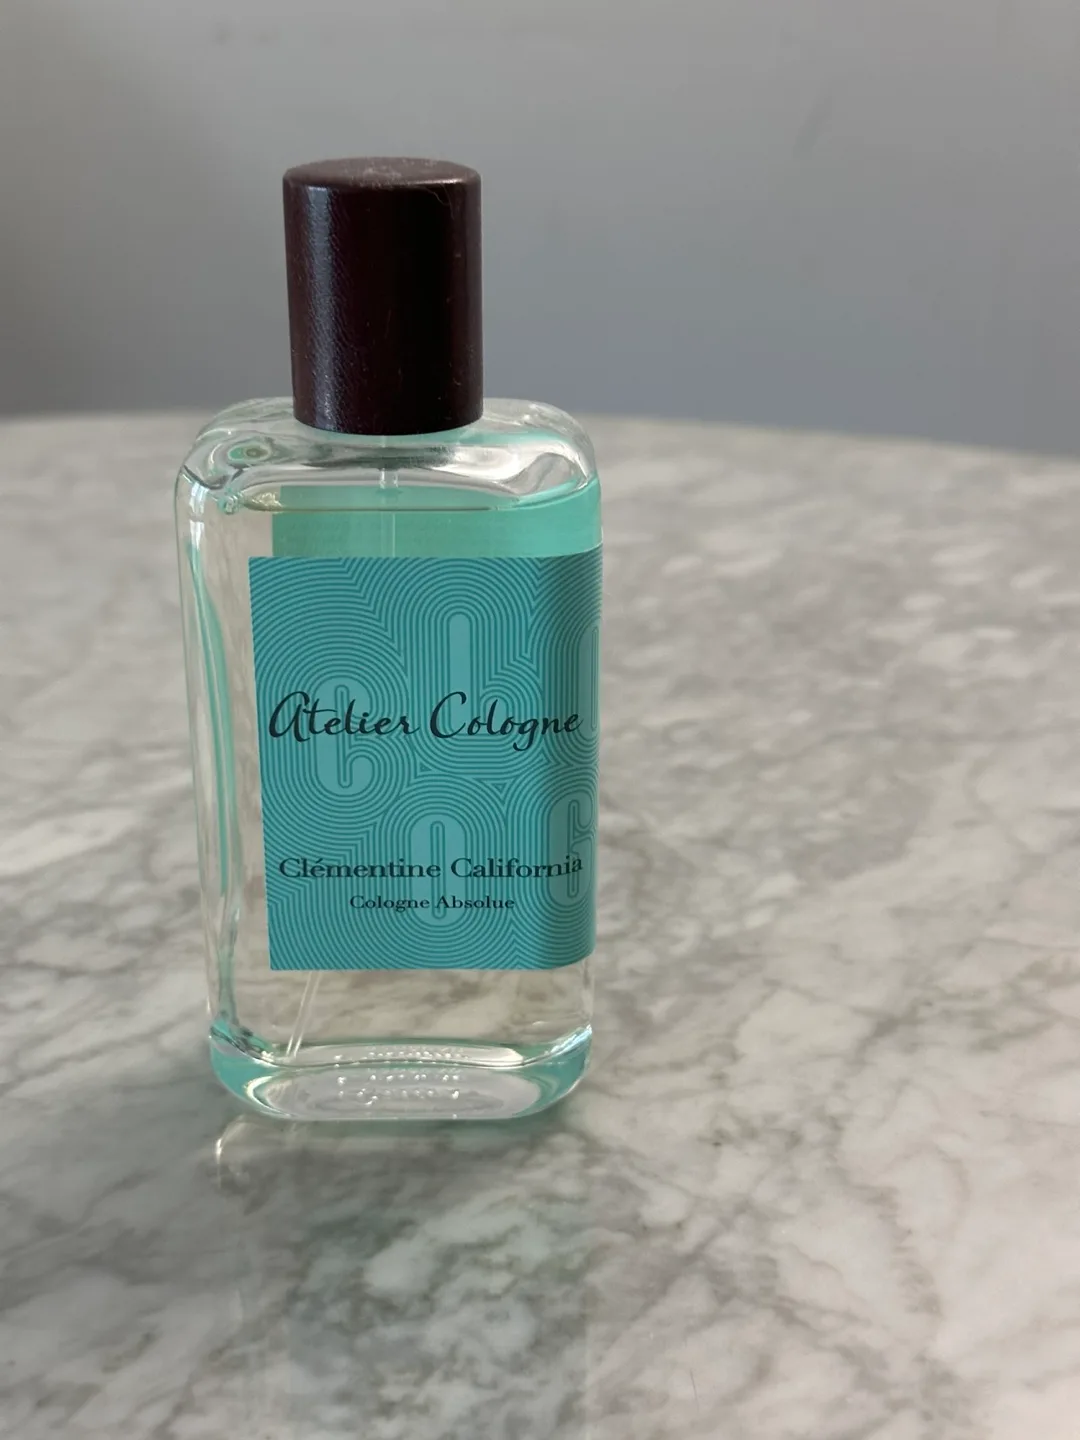 Atelier Cologne
Clémentine California
Cologne Absolue